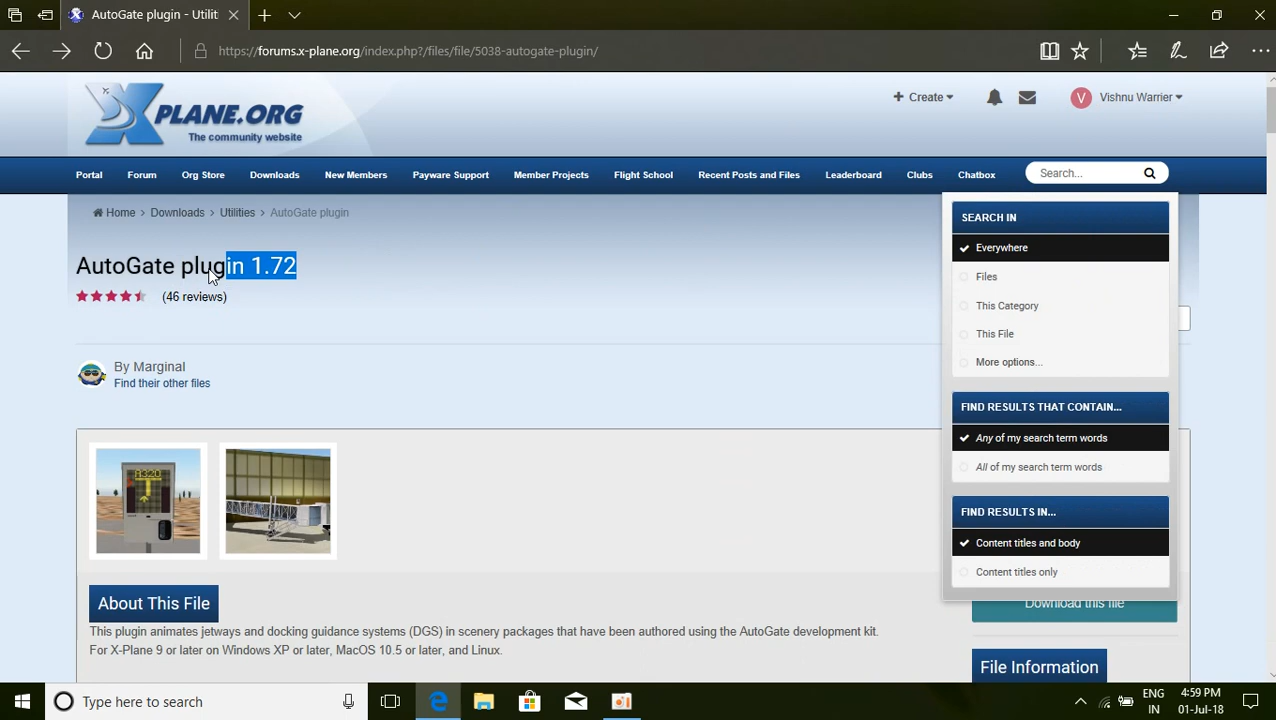 AutoGate plugin - Utiliti
https://forums.x-plane.org/index.php?/files/file/5038-autogate-plugin/
X PLANE.ORG
The community website
Create
V
Vishnu Warrier
Portal Forum Org Store Downloads New Members Payware Support Member Projects Flight School Recent Posts and Files Leaderboard Clubs Chatbox
Search...
Home > Downloads > Utilities > AutoGate plugin
AutoGate plugin 1.72
(46 reviews)
By Marginal
Find their other files
SEARCH IN
Everywhere
Files
This Category
This File
More options...
FIND RESULTS THAT CONTAIN...
Any of my search term words
All of my search term words
FIND RESULTS IN...
Content titles and body
Content titles only
A320
About This File
This plugin animates jetways and docking guidance systems (DGS) in scenery packages that have been authored using the AutoGate development kit.
For X-Plane 9 or later on Windows XP or later, MacOS 10.5 or later, and Linux.
Download this file
File Information
Type here to search
ENG
IN
4:59 PM
01-Jul-18